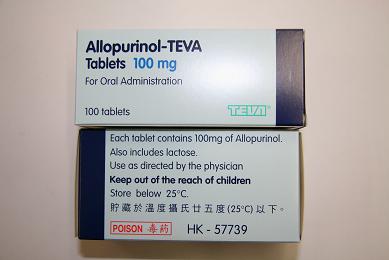 Allopurinol-TEVA
Tablets 100 mg
For Oral Administration
100 tablets
TEVA
Each tablet contains 100mg of Allopurinol.
Also includes lactose.
Use as directed by the physician
Keep out of the reach of children
Store below 25°C.
貯藏於溫度攝氏廿五度(25°C)以下。
POISON 毒藥 HK - 57739